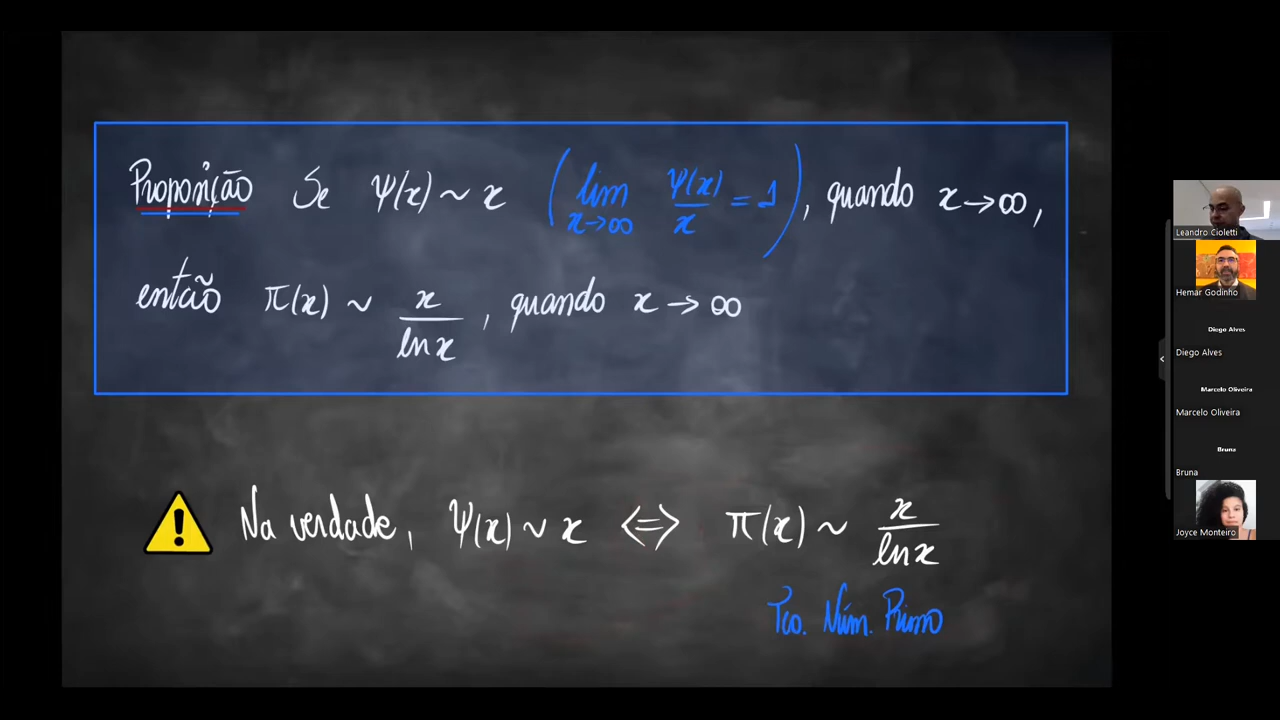 Proposição Se Ψ(x) ~ x (lim x→∞ Ψ(x)/x = 1), quando x→∞,
então π(x) ~ x/ln x, quando x→∞
! Na verdade, Ψ(x) ~ x <=> π(x) ~ x/ln x
Teo. Núm. Primo
Leandro Cioletti
Hemar Godinho
Diego Alves
Diego Alves
Marcelo Oliveira
Marcelo Oliveira
Bruna
Bruna
Joyce Monteiro